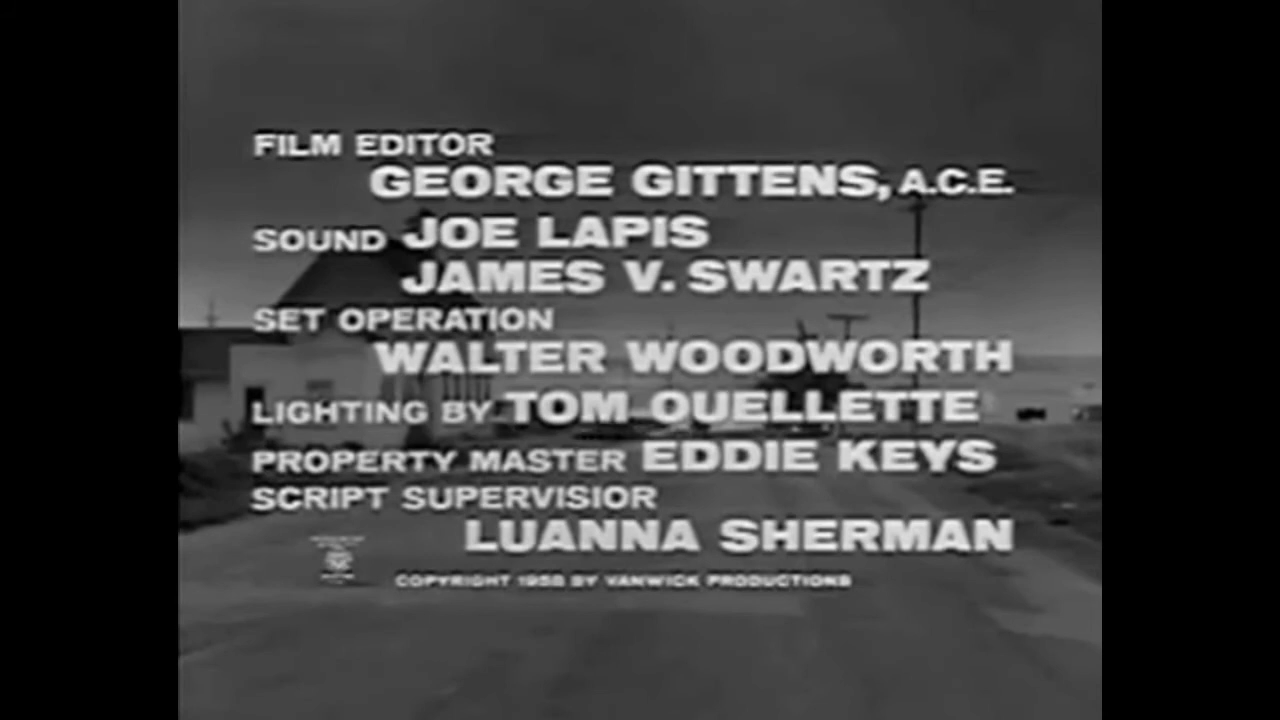 FILM EDITOR
GEORGE GITTENS, A.C.E.
SOUND JOE LAPIS
JAMES V. SWARTZ
SET OPERATION
WALTER WOODWORTH
LIGHTING BY TOM OUELLETTE
PROPERTY MASTER EDDIE KEYS
SCRIPT SUPERVISIOR
LUANNA SHERMAN
COPYRIGHT 1958 BY VANWICK PRODUCTIONS